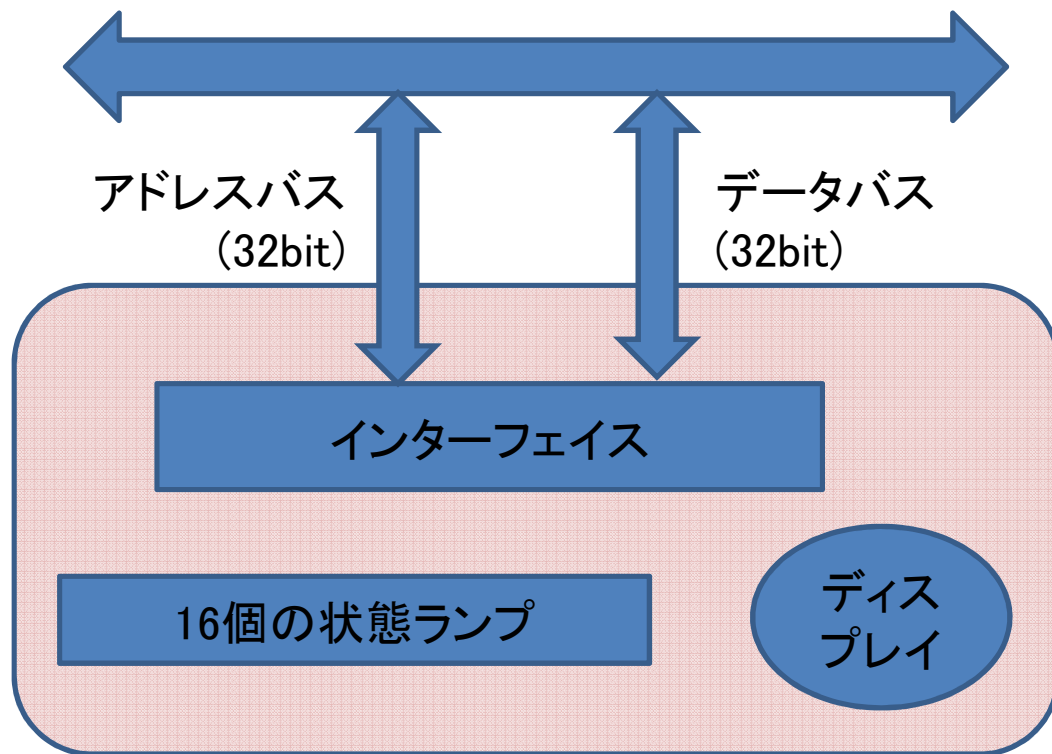 アドレスバス
(32bit)
データバス
(32bit)
インターフェイス
16個の状態ランプ
ディス
プレイ